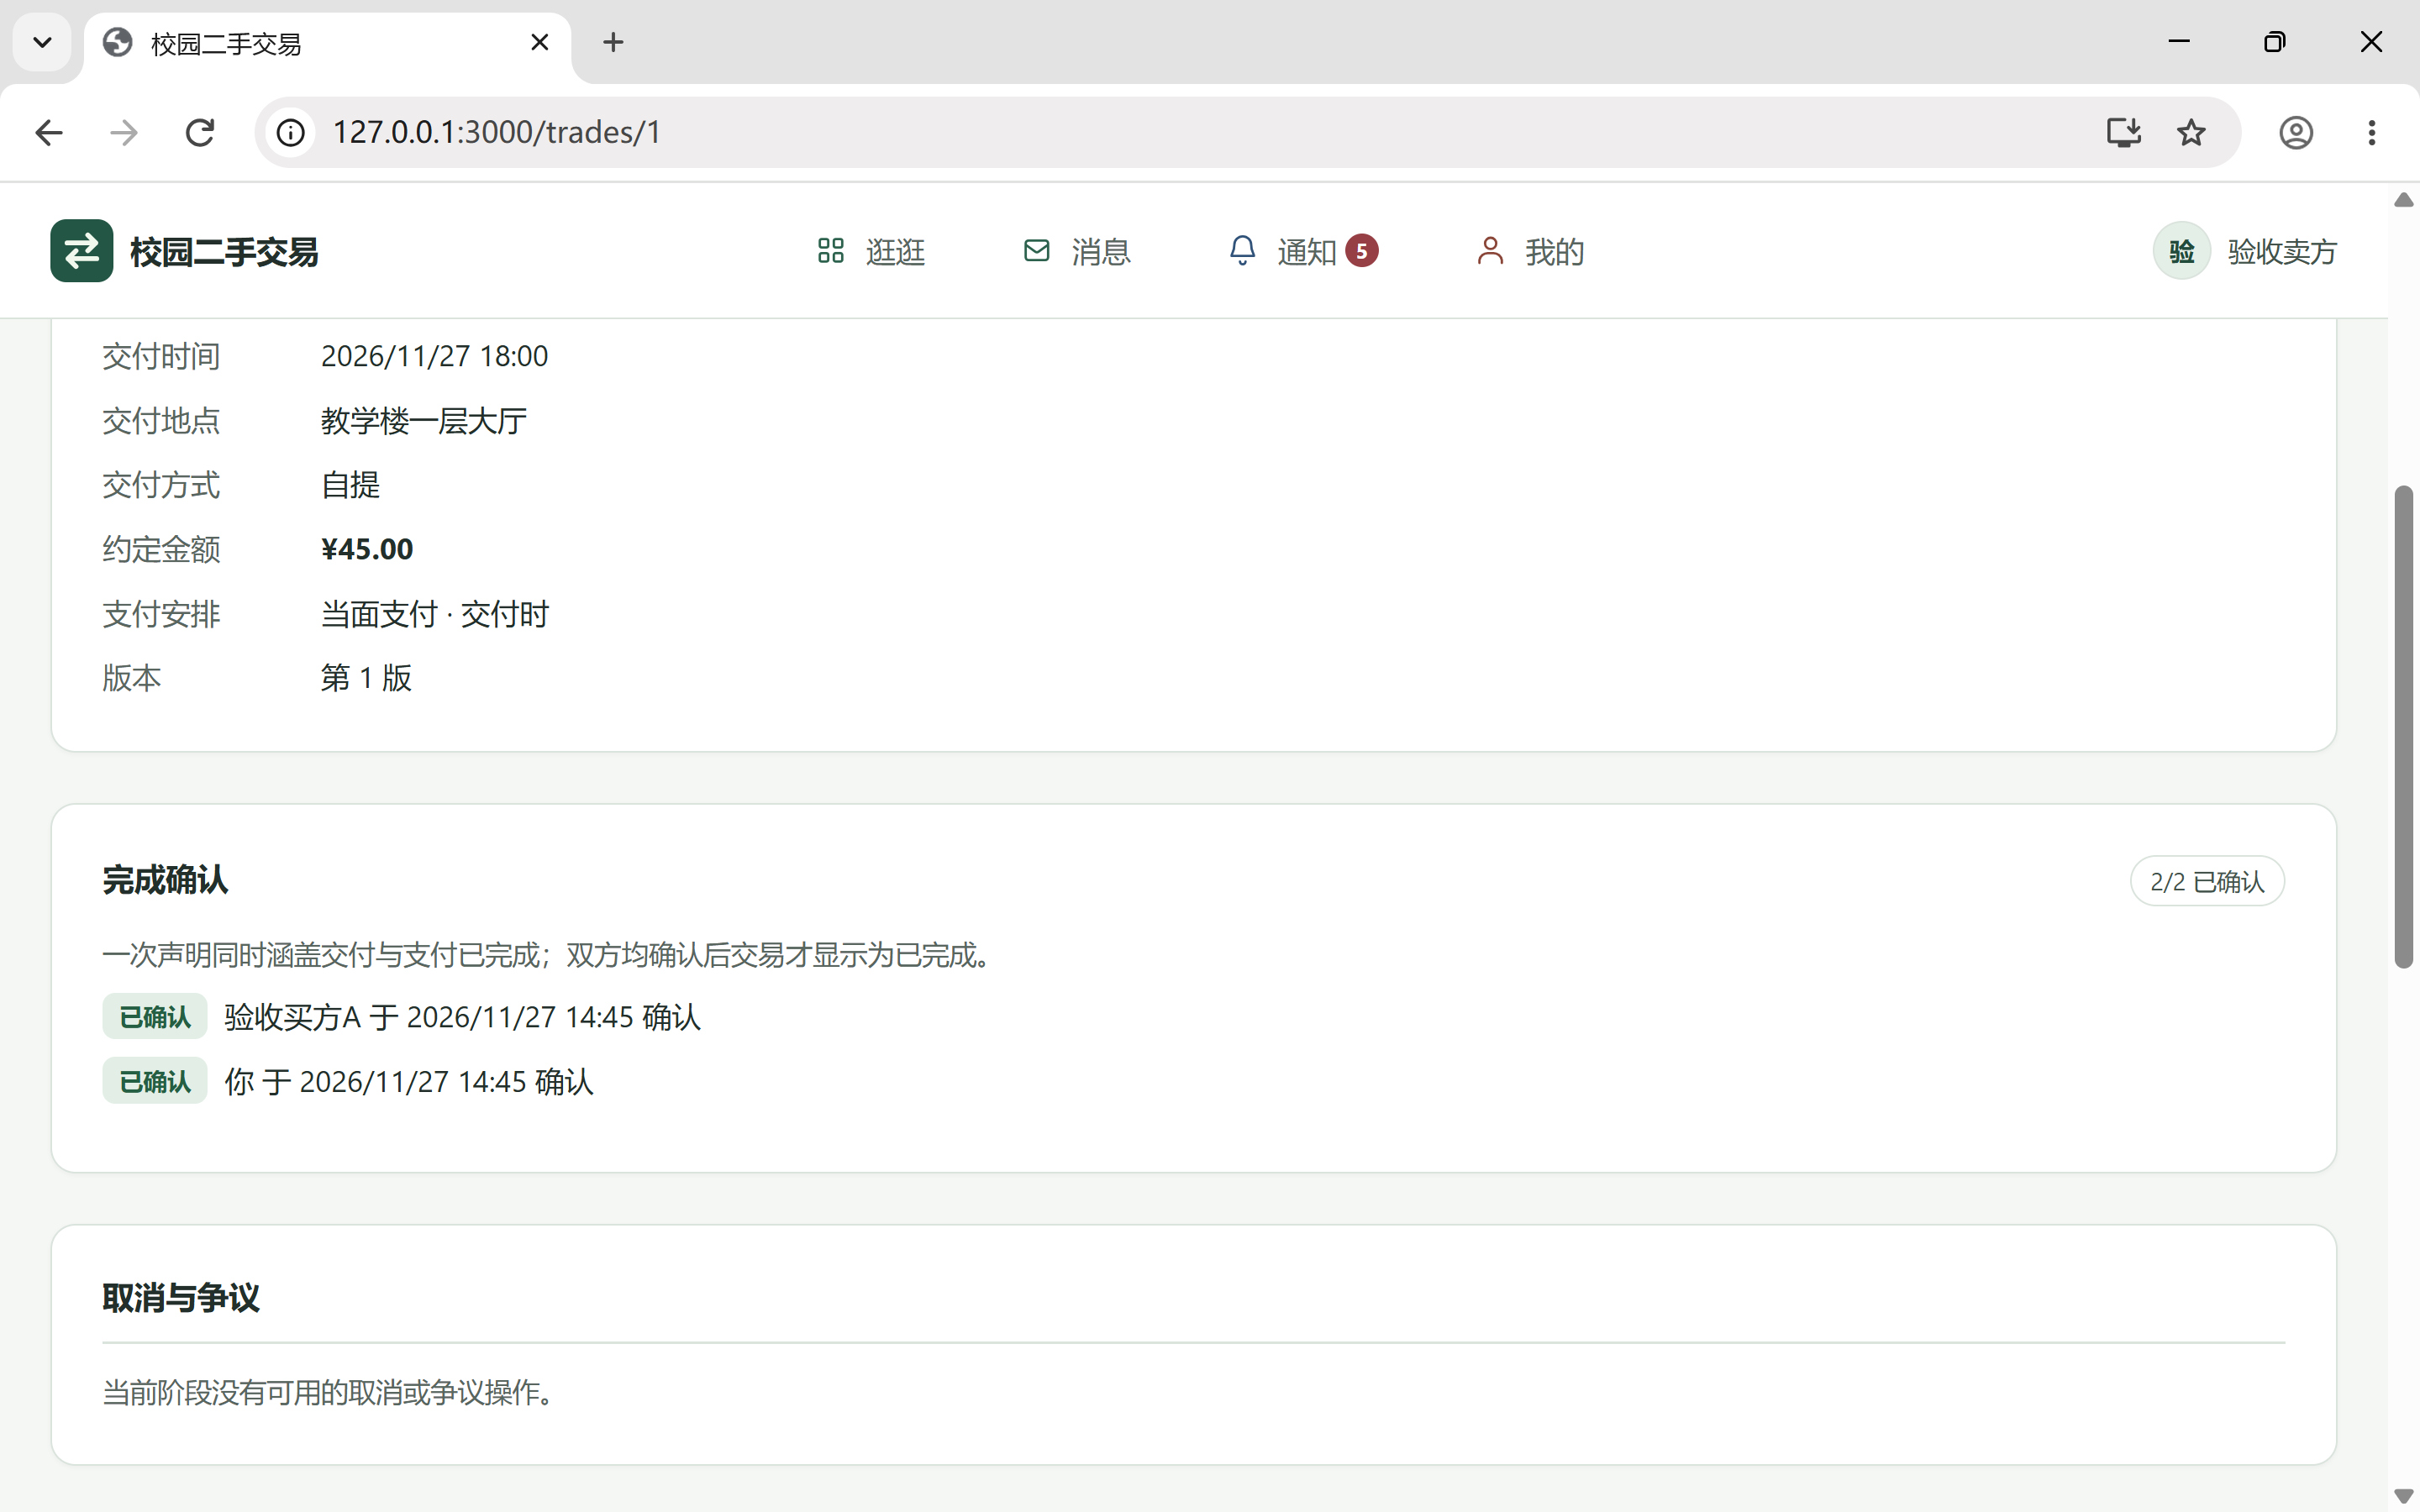 校园二手交易
127.0.0.1:3000/trades/1
校园二手交易
逛逛
消息
通知 5
我的
验 验收卖方
交付时间 2026/11/27 18:00
交付地点 教学楼一层大厅
交付方式 自提
约定金额 ¥45.00
支付安排 当面支付 · 交付时
版本 第 1 版
完成确认
2/2 已确认
一次声明同时涵盖交付与支付已完成；双方均确认后交易才显示为已完成。
已确认 验收买方A 于 2026/11/27 14:45 确认
已确认 你 于 2026/11/27 14:45 确认
取消与争议
当前阶段没有可用的取消或争议操作。